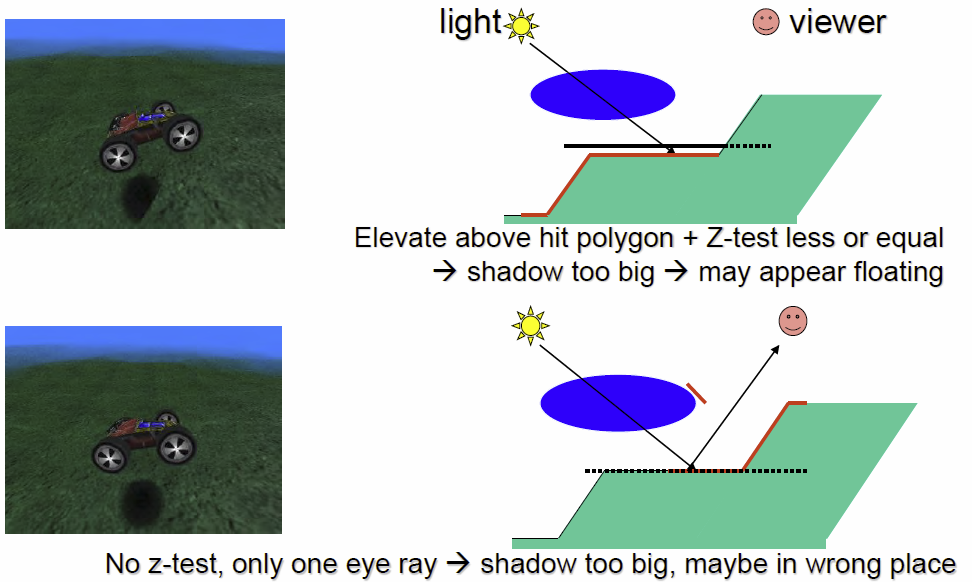 light viewer
Elevate above hit polygon + Z-test less or equal
→ shadow too big → may appear floating
No z-test, only one eye ray → shadow too big, maybe in wrong place